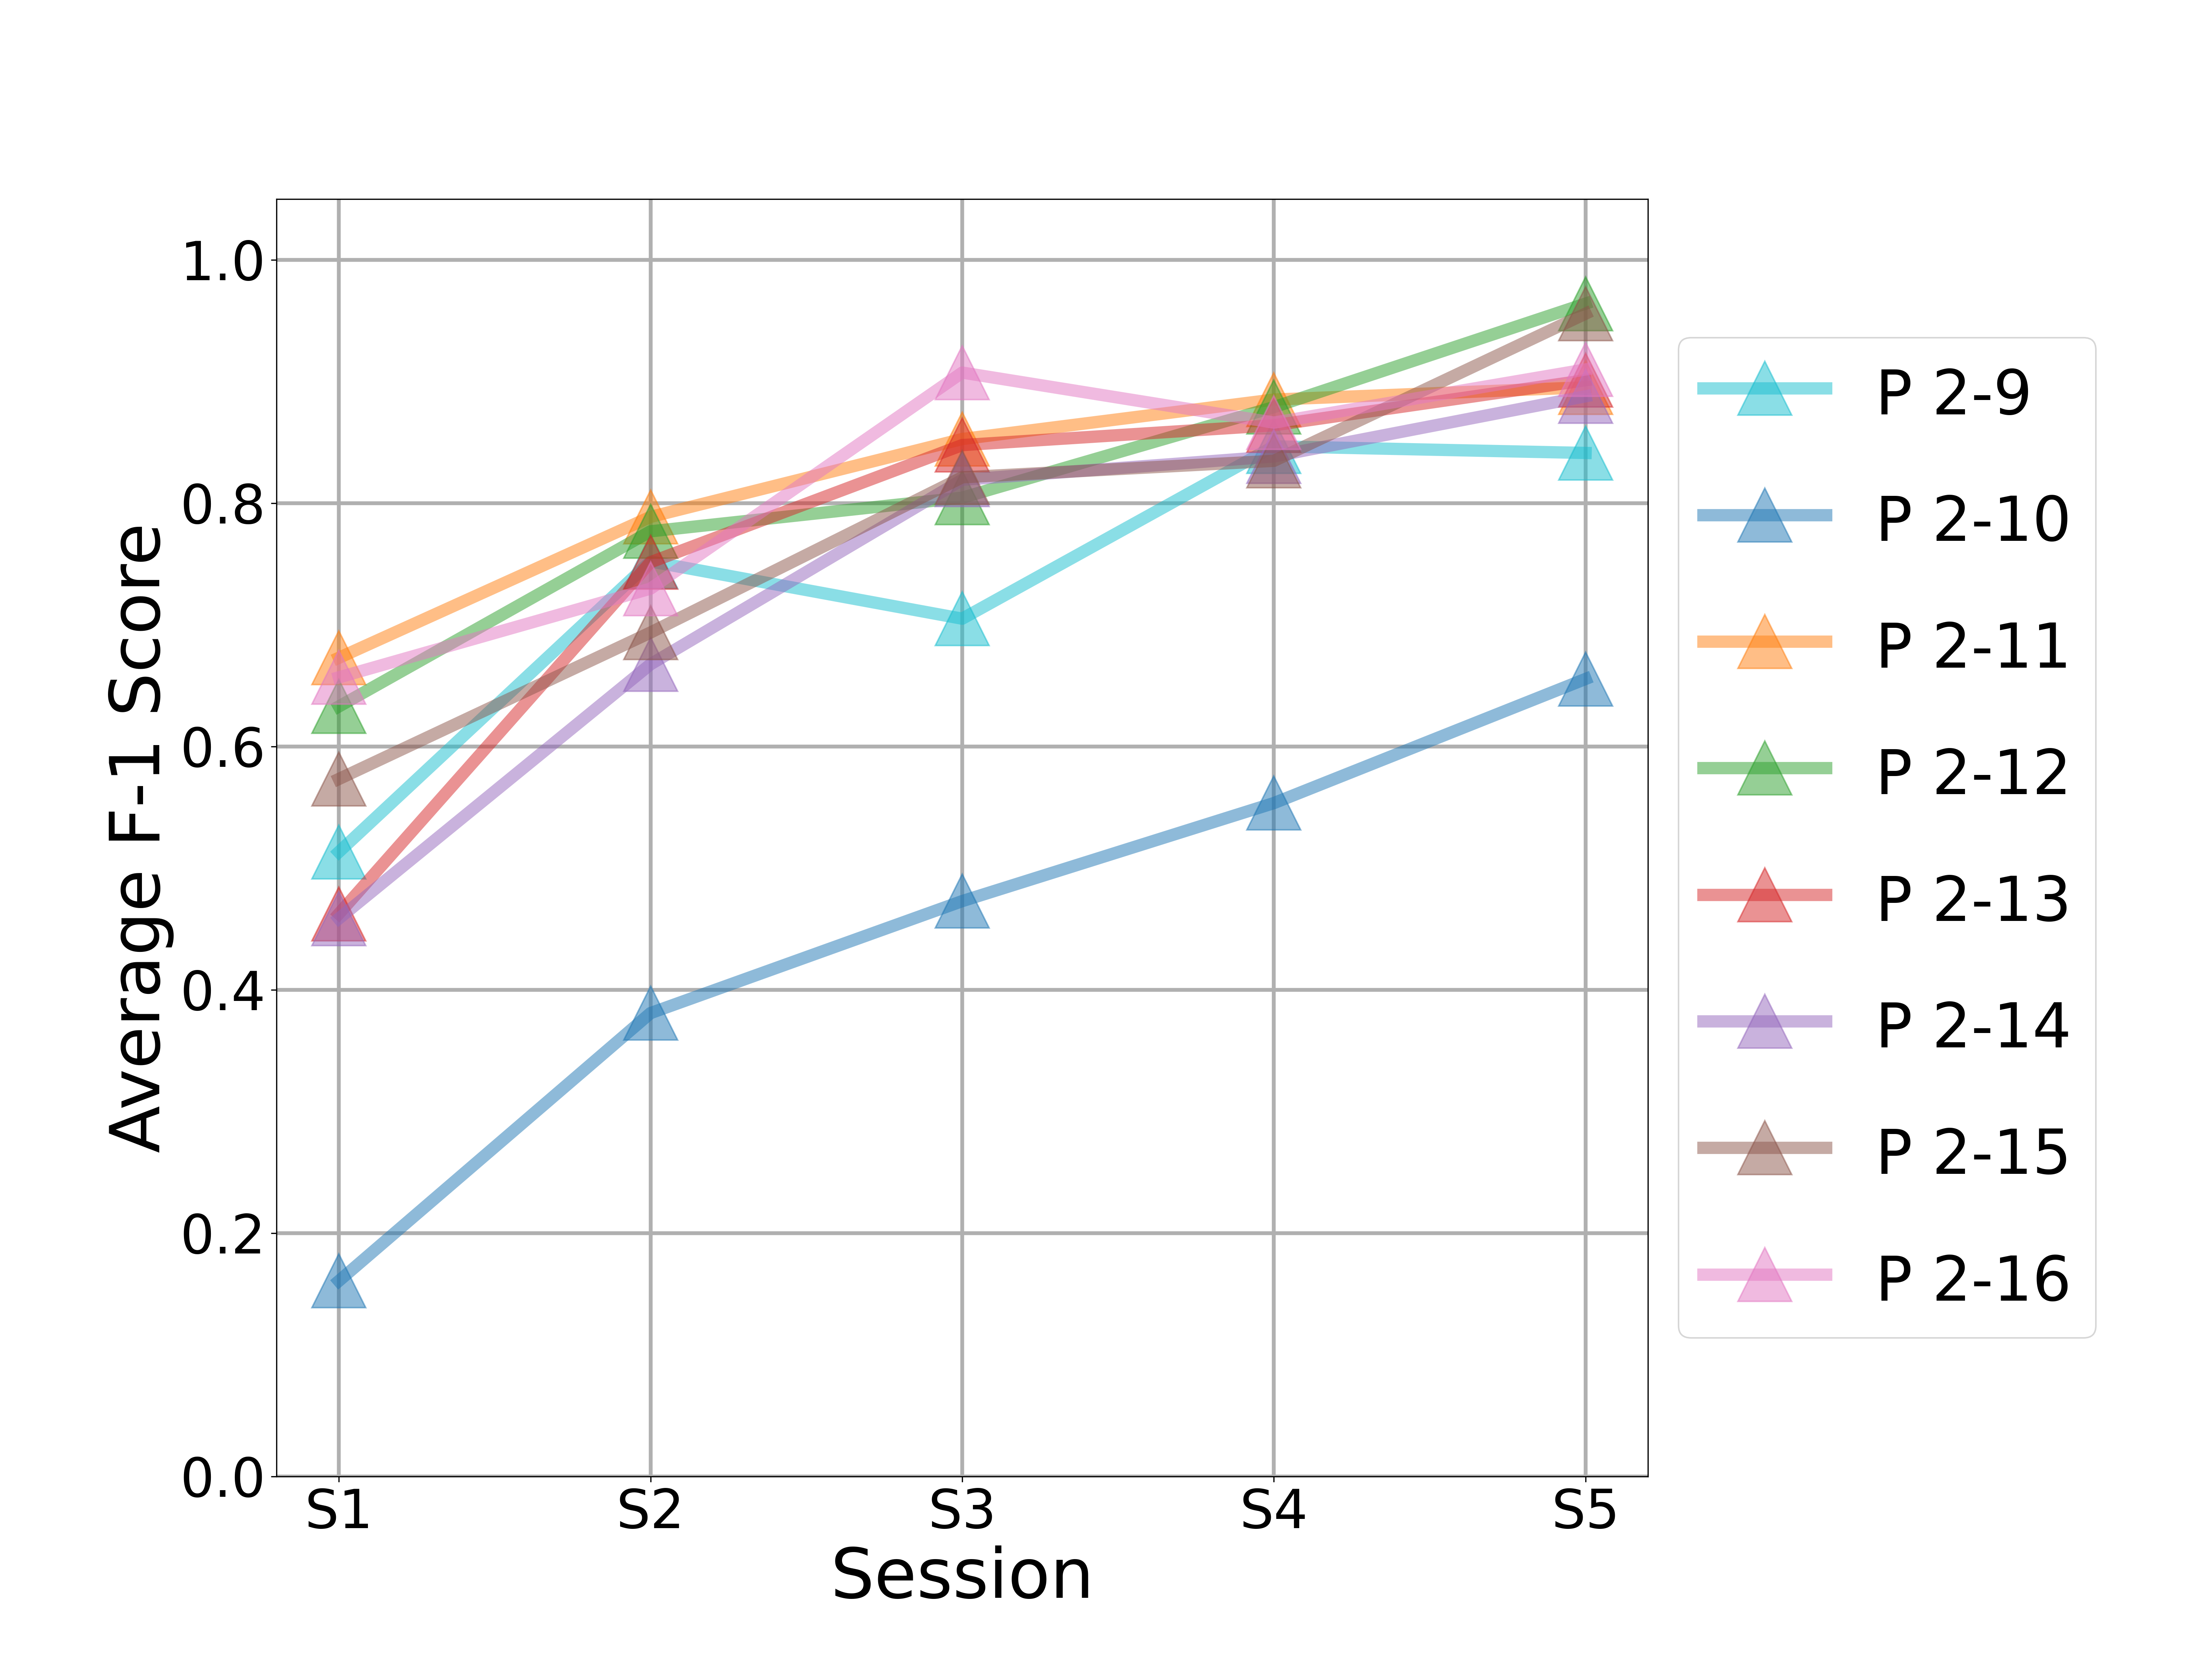 Average F-1 Score
1.0
0.8
0.6
0.4
0.2
0.0
S1 S2 S3 S4 S5
Session
P 2-9
P 2-10
P 2-11
P 2-12
P 2-13
P 2-14
P 2-15
P 2-16